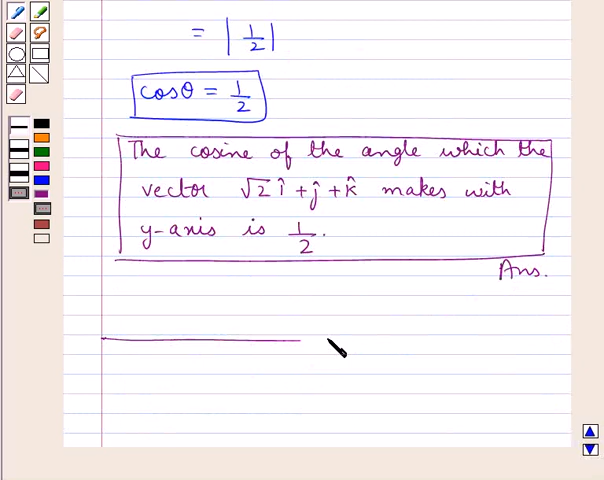 = |1/2|
cosθ = 1/2
The cosine of the angle which the
vector √2 î + ĵ + k̂ makes with
y-axis is 1/2.
Ans.